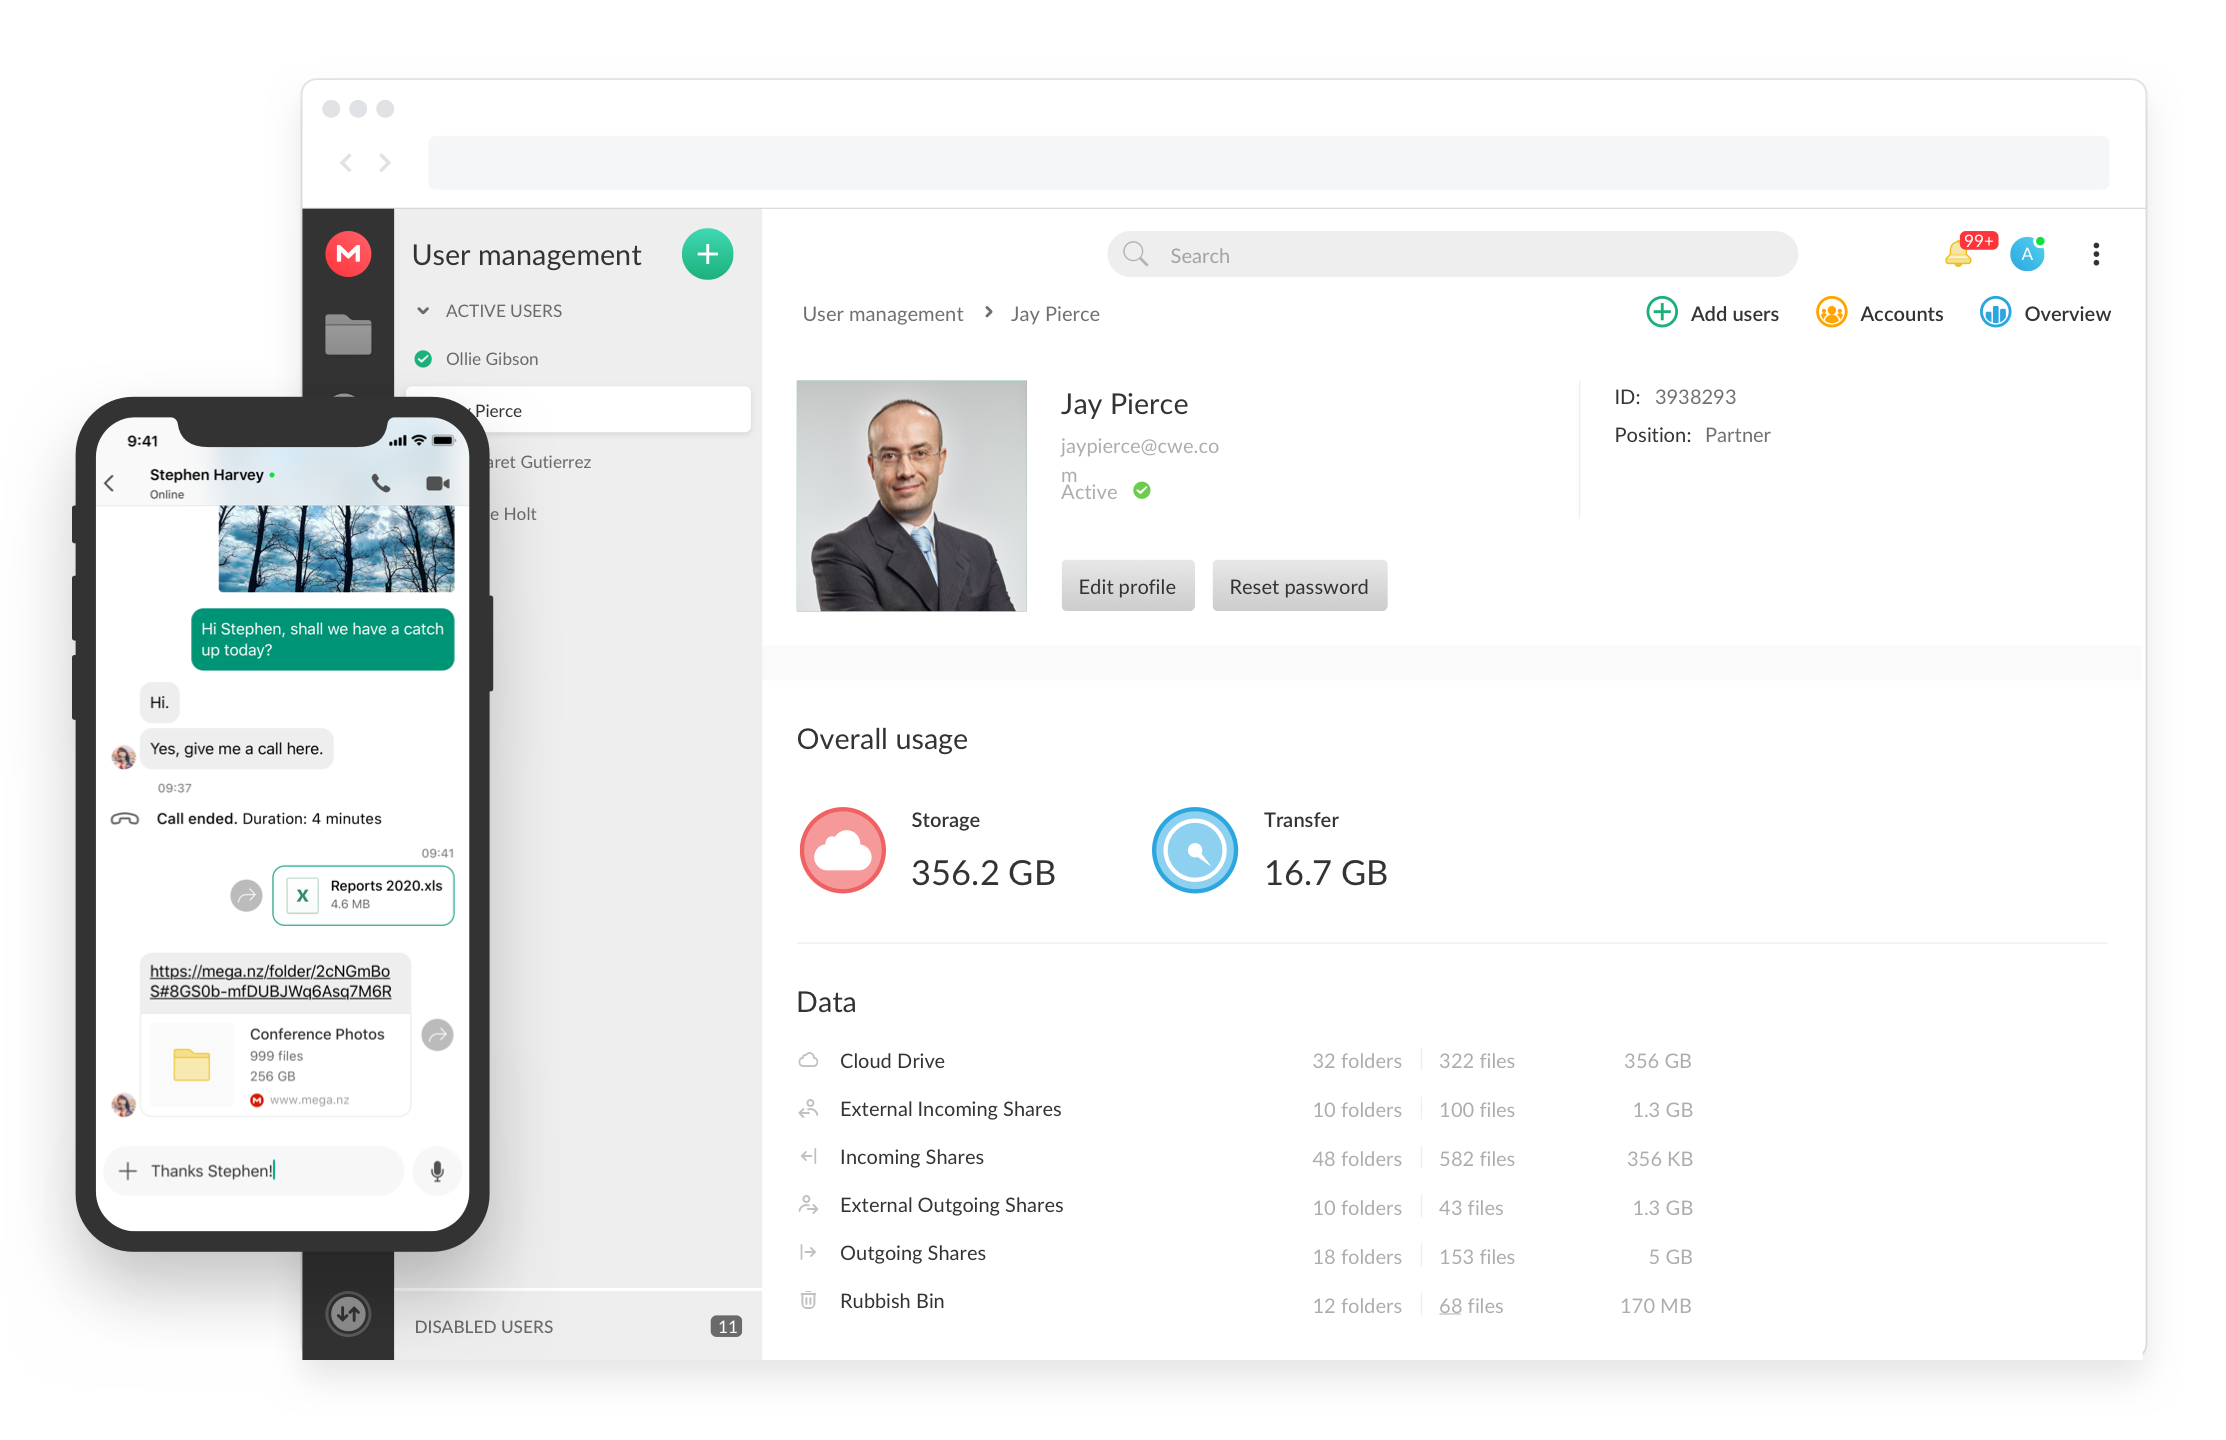 User management
ACTIVE USERS
Ollie Gibson
Pierce
Gutierrez
Holt
DISABLED USERS
11
Search
99+
A
User management
Jay Pierce
Add users
Accounts
Overview
Jay Pierce
jaypierce@cwe.co
m
Active
ID: 3938293
Position: Partner
Edit profile
Reset password
Overall usage
Storage
356.2 GB
Transfer
16.7 GB
Data
Cloud Drive 32 folders 322 files 356 GB
External Incoming Shares 10 folders 100 files 1.3 GB
Incoming Shares 48 folders 582 files 356 KB
External Outgoing Shares 10 folders 43 files 1.3 GB
Outgoing Shares 18 folders 153 files 5 GB
Rubbish Bin 12 folders 68 files 170 MB
9:41
Stephen Harvey
Online
Hi Stephen, shall we have a catch
up today?
Hi.
Yes, give me a call here.
09:37
Call ended. Duration: 4 minutes
09:41
X
Reports 2020.xls
4.6 MB
https://mega.nz/folder/2cNGmBo
S#8GS0b-mfDUBJWq6Asq7M6R
Conference Photos
999 files
256 GB
M www.mega.nz
Thanks Stephen!
M